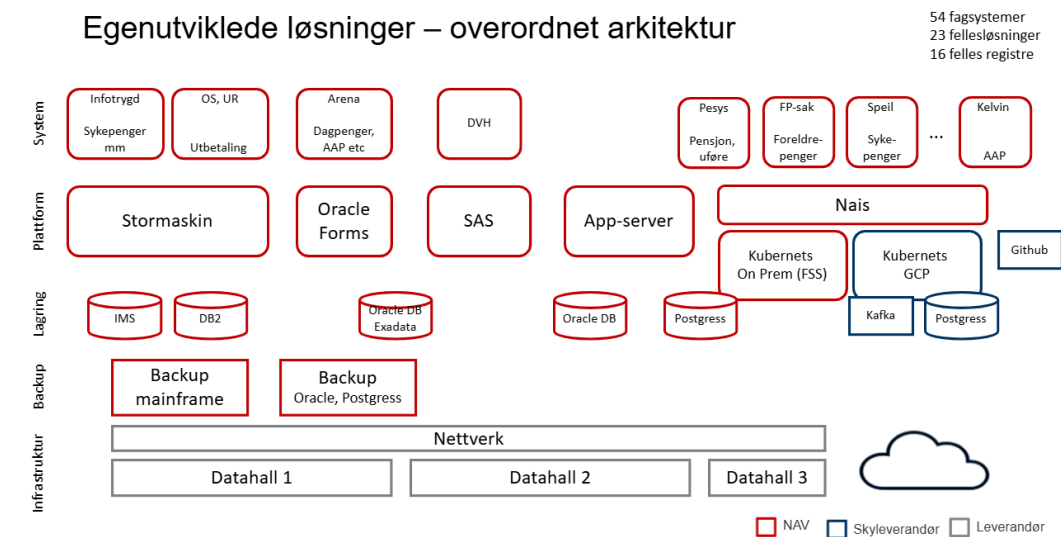 Egenutviklede løsninger – overordnet arkitektur
54 fagsystemer
23 fellesløsninger
16 felles registre
System
Infotrygd
Sykepenger
mm
OS, UR
Utbetaling
Arena
Dagpenger,
AAP etc
DVH
Pesys
Pensjon,
uføre
FP-sak
Foreldre-
penger
Speil
Syke-
penger
...
Kelvin
AAP
Plattform
Stormaskin
Oracle
Forms
SAS
App-server
Nais
Kubernets
On Prem (FSS)
Kubernets
GCP
Github
Lagring
IMS
DB2
Oracle DB
Exadata
Oracle DB
Postgress
Kafka
Postgress
Backup
Backup
mainframe
Backup
Oracle, Postgress
Infrastruktur
Nettverk
Datahall 1
Datahall 2
Datahall 3
NAV
Skyleverandør
Leverandør